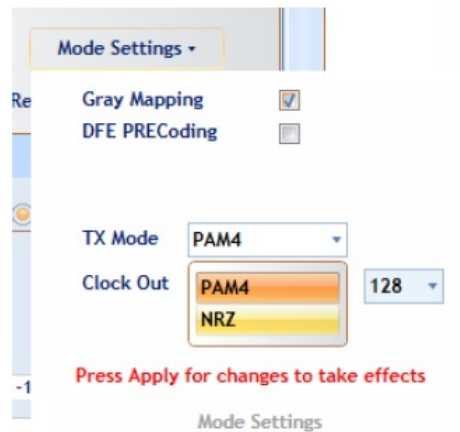 Mode Settings
Re
Gray Mapping
DFE PRECoding
TX Mode PAM4
Clock Out PAM4 128
NRZ
Press Apply for changes to take effects
-1
Mode Settings